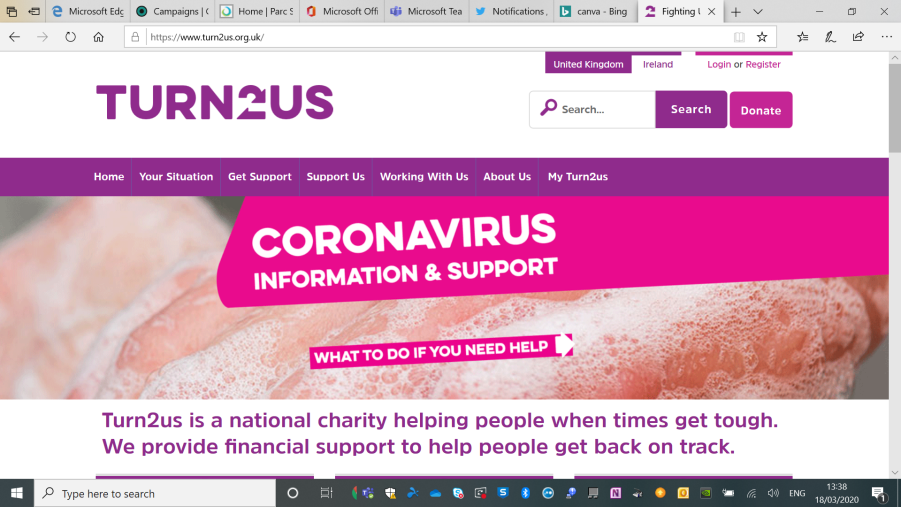 Microsoft Edg
Campaigns | C
Home | Parc S
Microsoft Offi
Microsoft Tea
Notifications
canva - Bing
Fighting
https://www.turn2us.org.uk/
United Kingdom
Ireland
Login or Register
TURN2US
Search...
Search
Donate
Home
Your Situation
Get Support
Support Us
Working With Us
About Us
My Turn2us
CORONAVIRUS
INFORMATION & SUPPORT
WHAT TO DO IF YOU NEED HELP
Turn2us is a national charity helping people when times get tough.
We provide financial support to help people get back on track.
Type here to search
ENG
13:38
18/03/2020
1